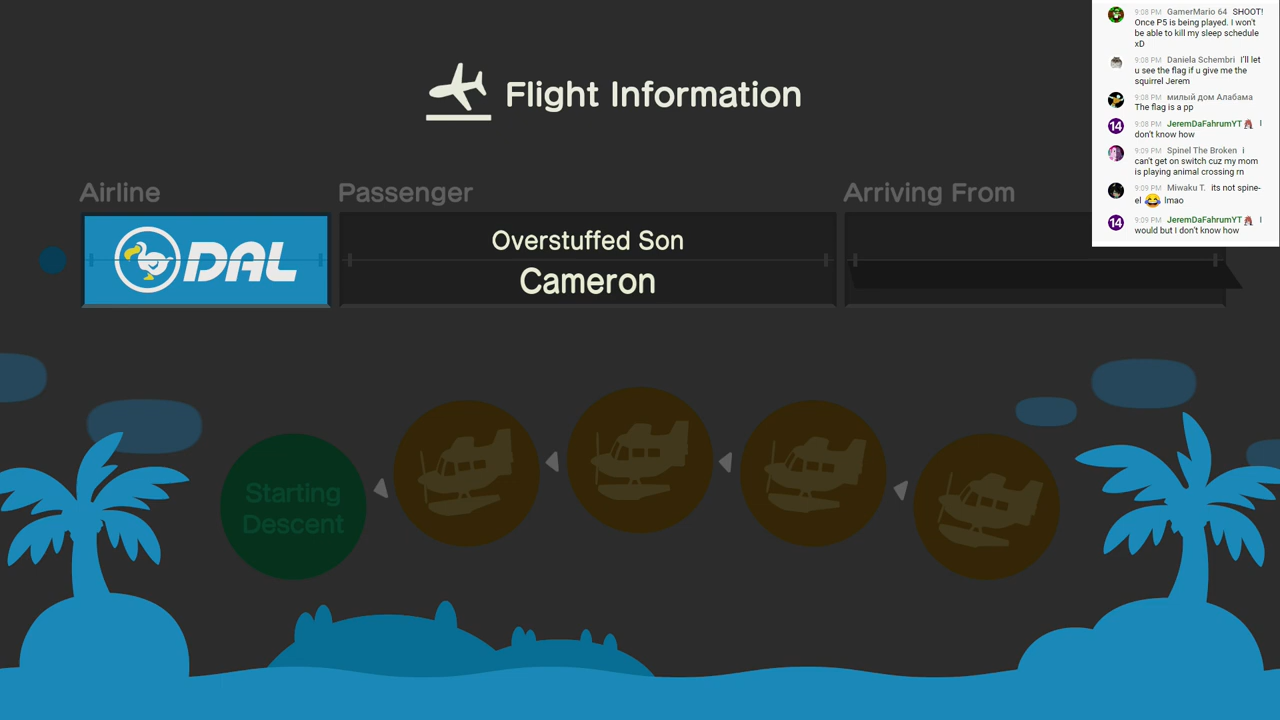 Flight Information
Airline
Passenger
Arriving From
DAL
Overstuffed Son
Cameron
Starting
Descent
9:08 PM GamerMario 64 SHOOT!
Once P5 is being played. I won't
be able to kill my sleep schedule
xD
9:08 PM Daniela Schembri I'll let
u see the flag if u give me the
squirrel Jerem
9:08 PM милый дом Алабама
The flag is a pp
14
9:08 PM JeremDaFahrumYT I
don't know how
9:09 PM Spinel The Broken i
can't get on switch cuz my mom
is playing animal crossing rn
9:09 PM Miwaku T. its not spine-
el 😂 lmao
14
9:09 PM JeremDaFahrumYT I
would but I don't know how